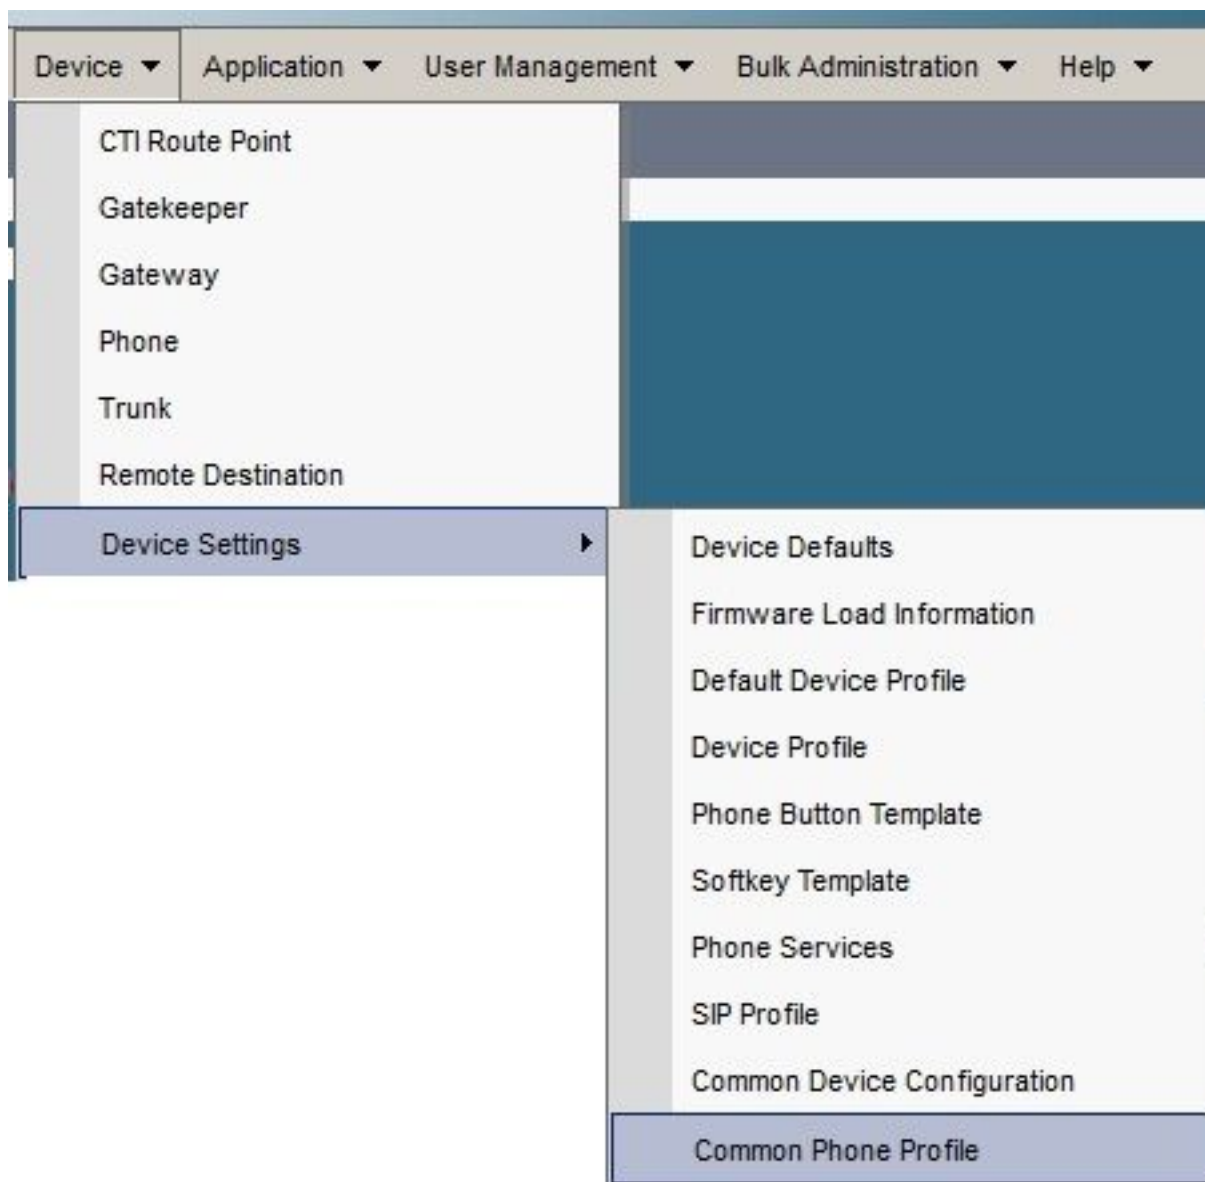 Device Application User Management Bulk Administration Help
CTI Route Point
Gatekeeper
Gateway
Phone
Trunk
Remote Destination
Device Settings
Device Defaults
Firmware Load Information
Default Device Profile
Device Profile
Phone Button Template
Softkey Template
Phone Services
SIP Profile
Common Device Configuration
Common Phone Profile